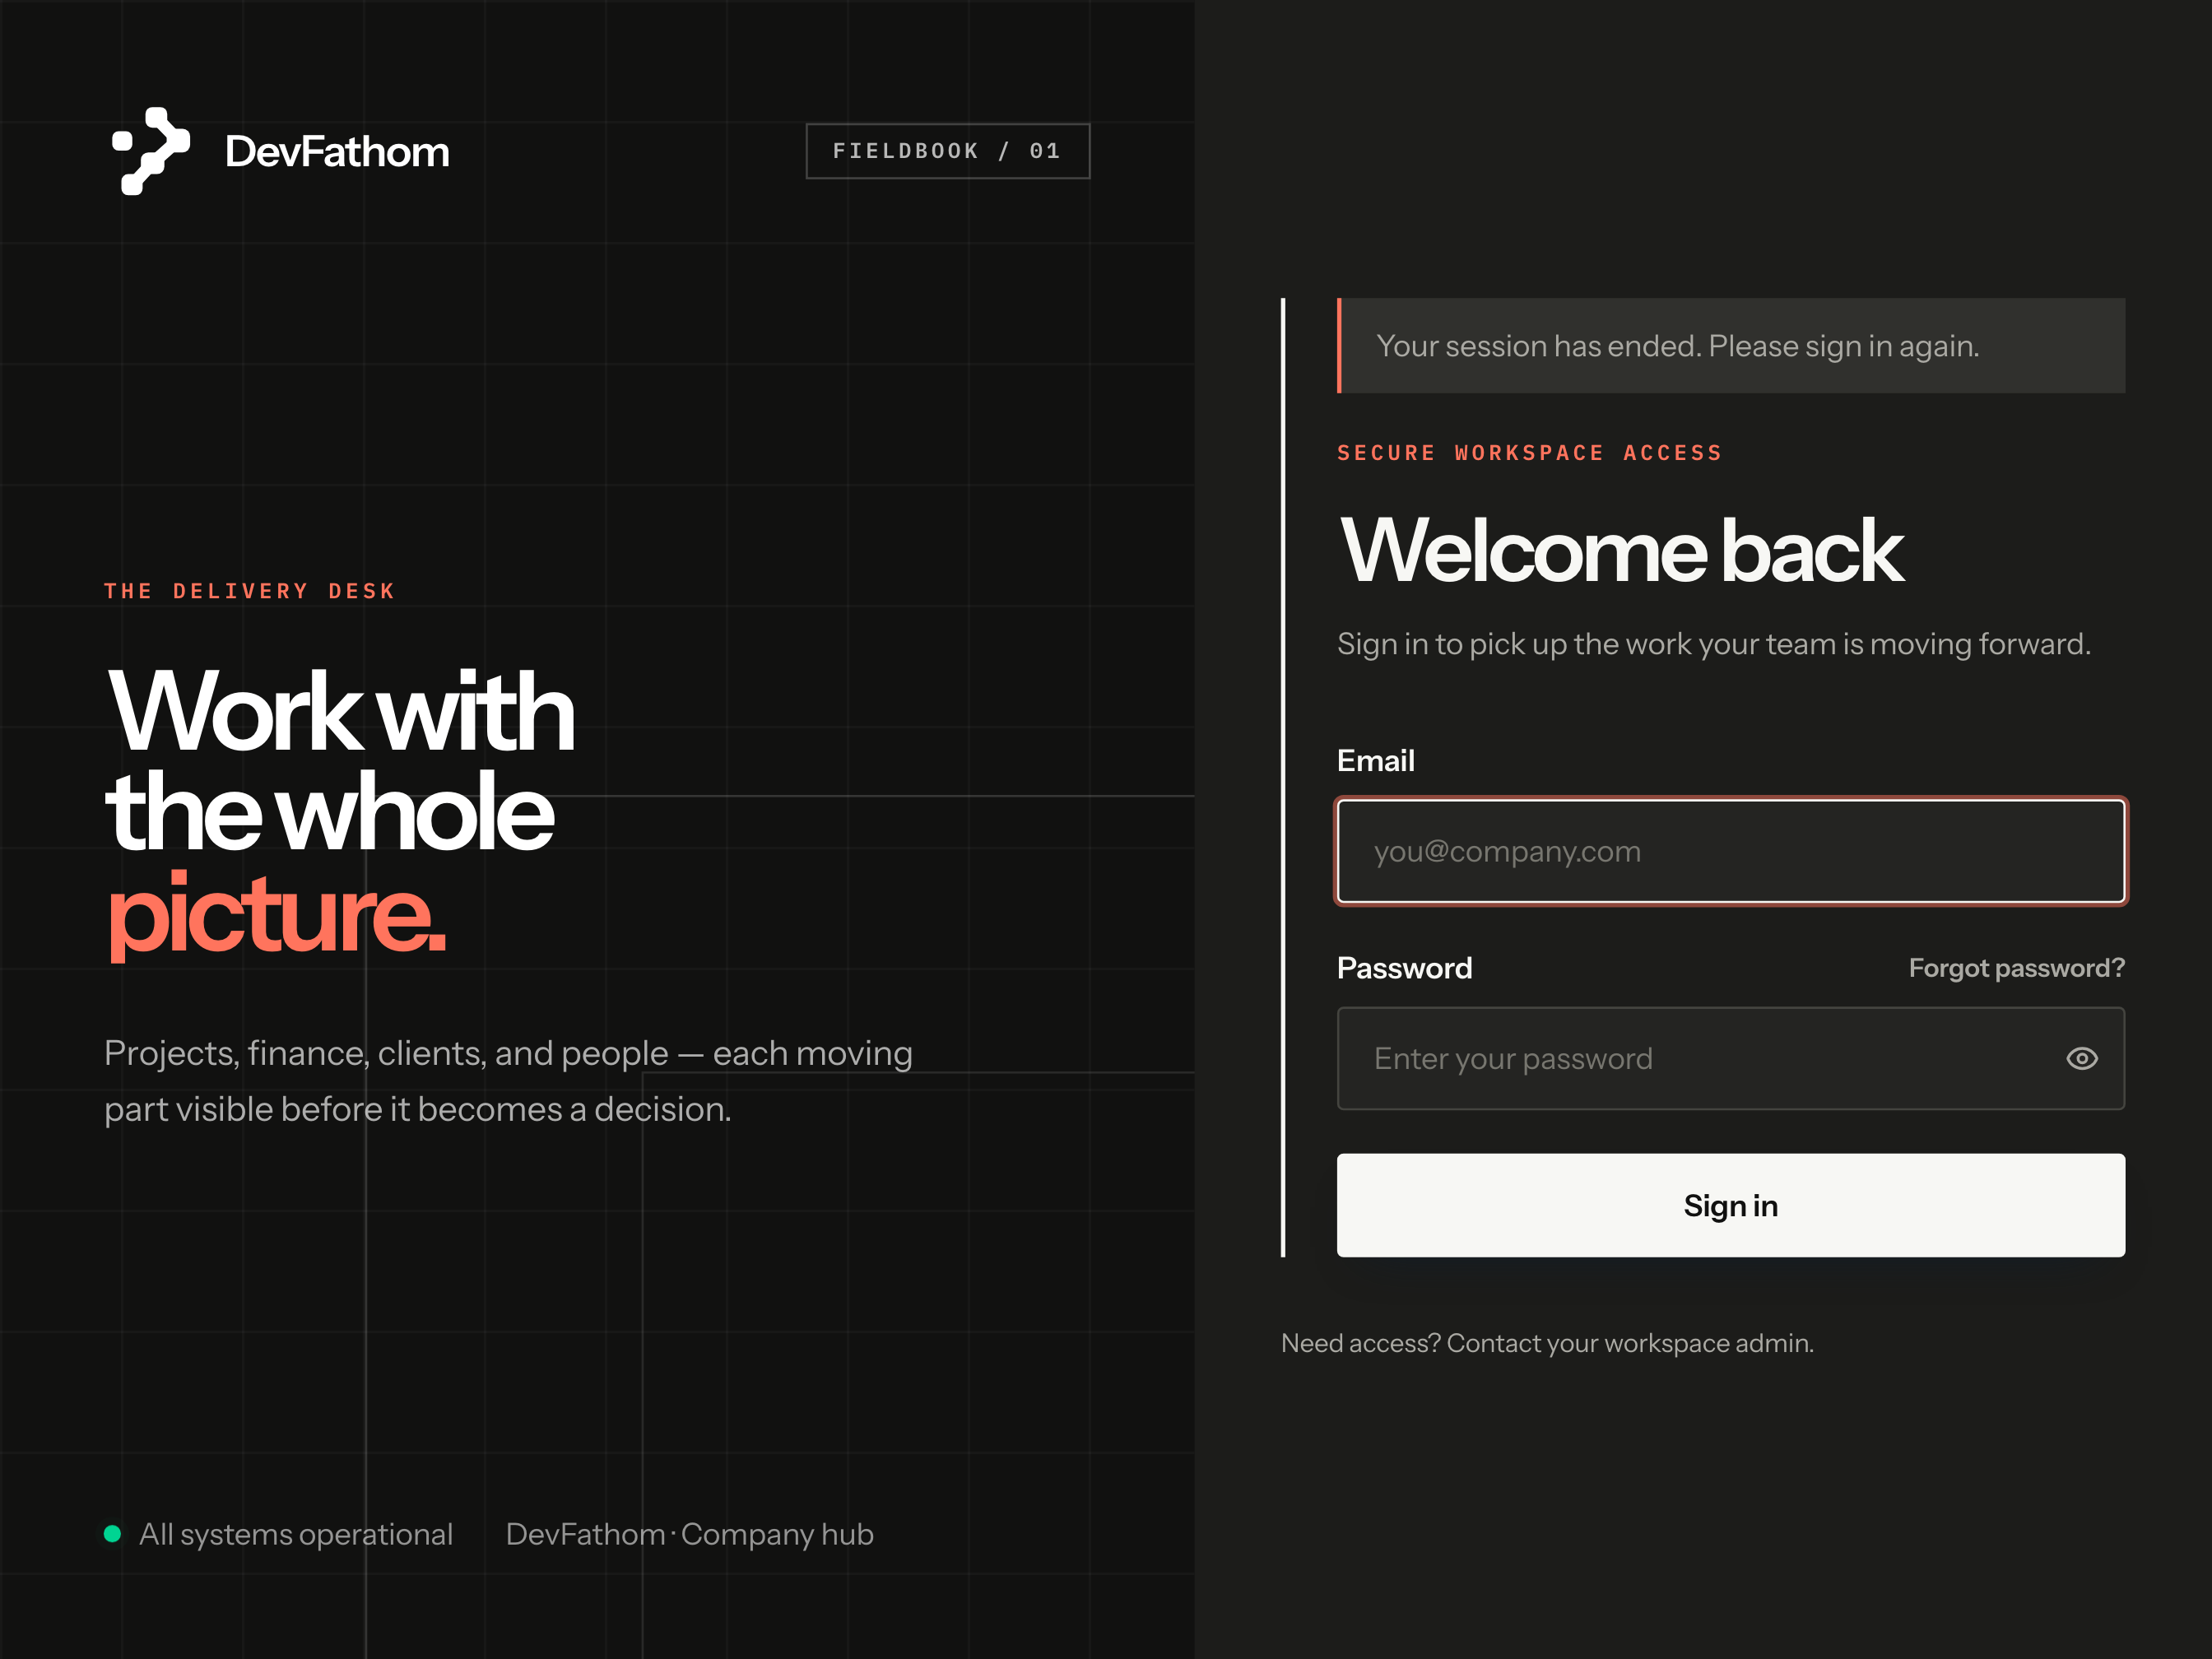 DevFathom
FIELDBOOK / 01
THE DELIVERY DESK
Work with
the whole
picture.
Projects, finance, clients, and people — each moving
part visible before it becomes a decision.
All systems operational
DevFathom · Company hub
Your session has ended. Please sign in again.
SECURE WORKSPACE ACCESS
Welcome back
Sign in to pick up the work your team is moving forward.
Email
you@company.com
Password
Forgot password?
Enter your password
Sign in
Need access? Contact your workspace admin.